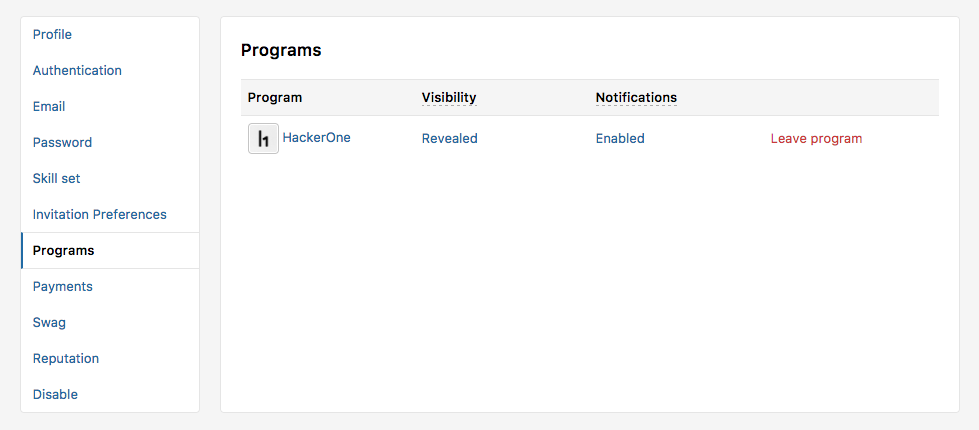 Profile
Authentication
Email
Password
Skill set
Invitation Preferences
Programs
Payments
Swag
Reputation
Disable
Programs
Program Visibility Notifications
h1 HackerOne Revealed Enabled Leave program